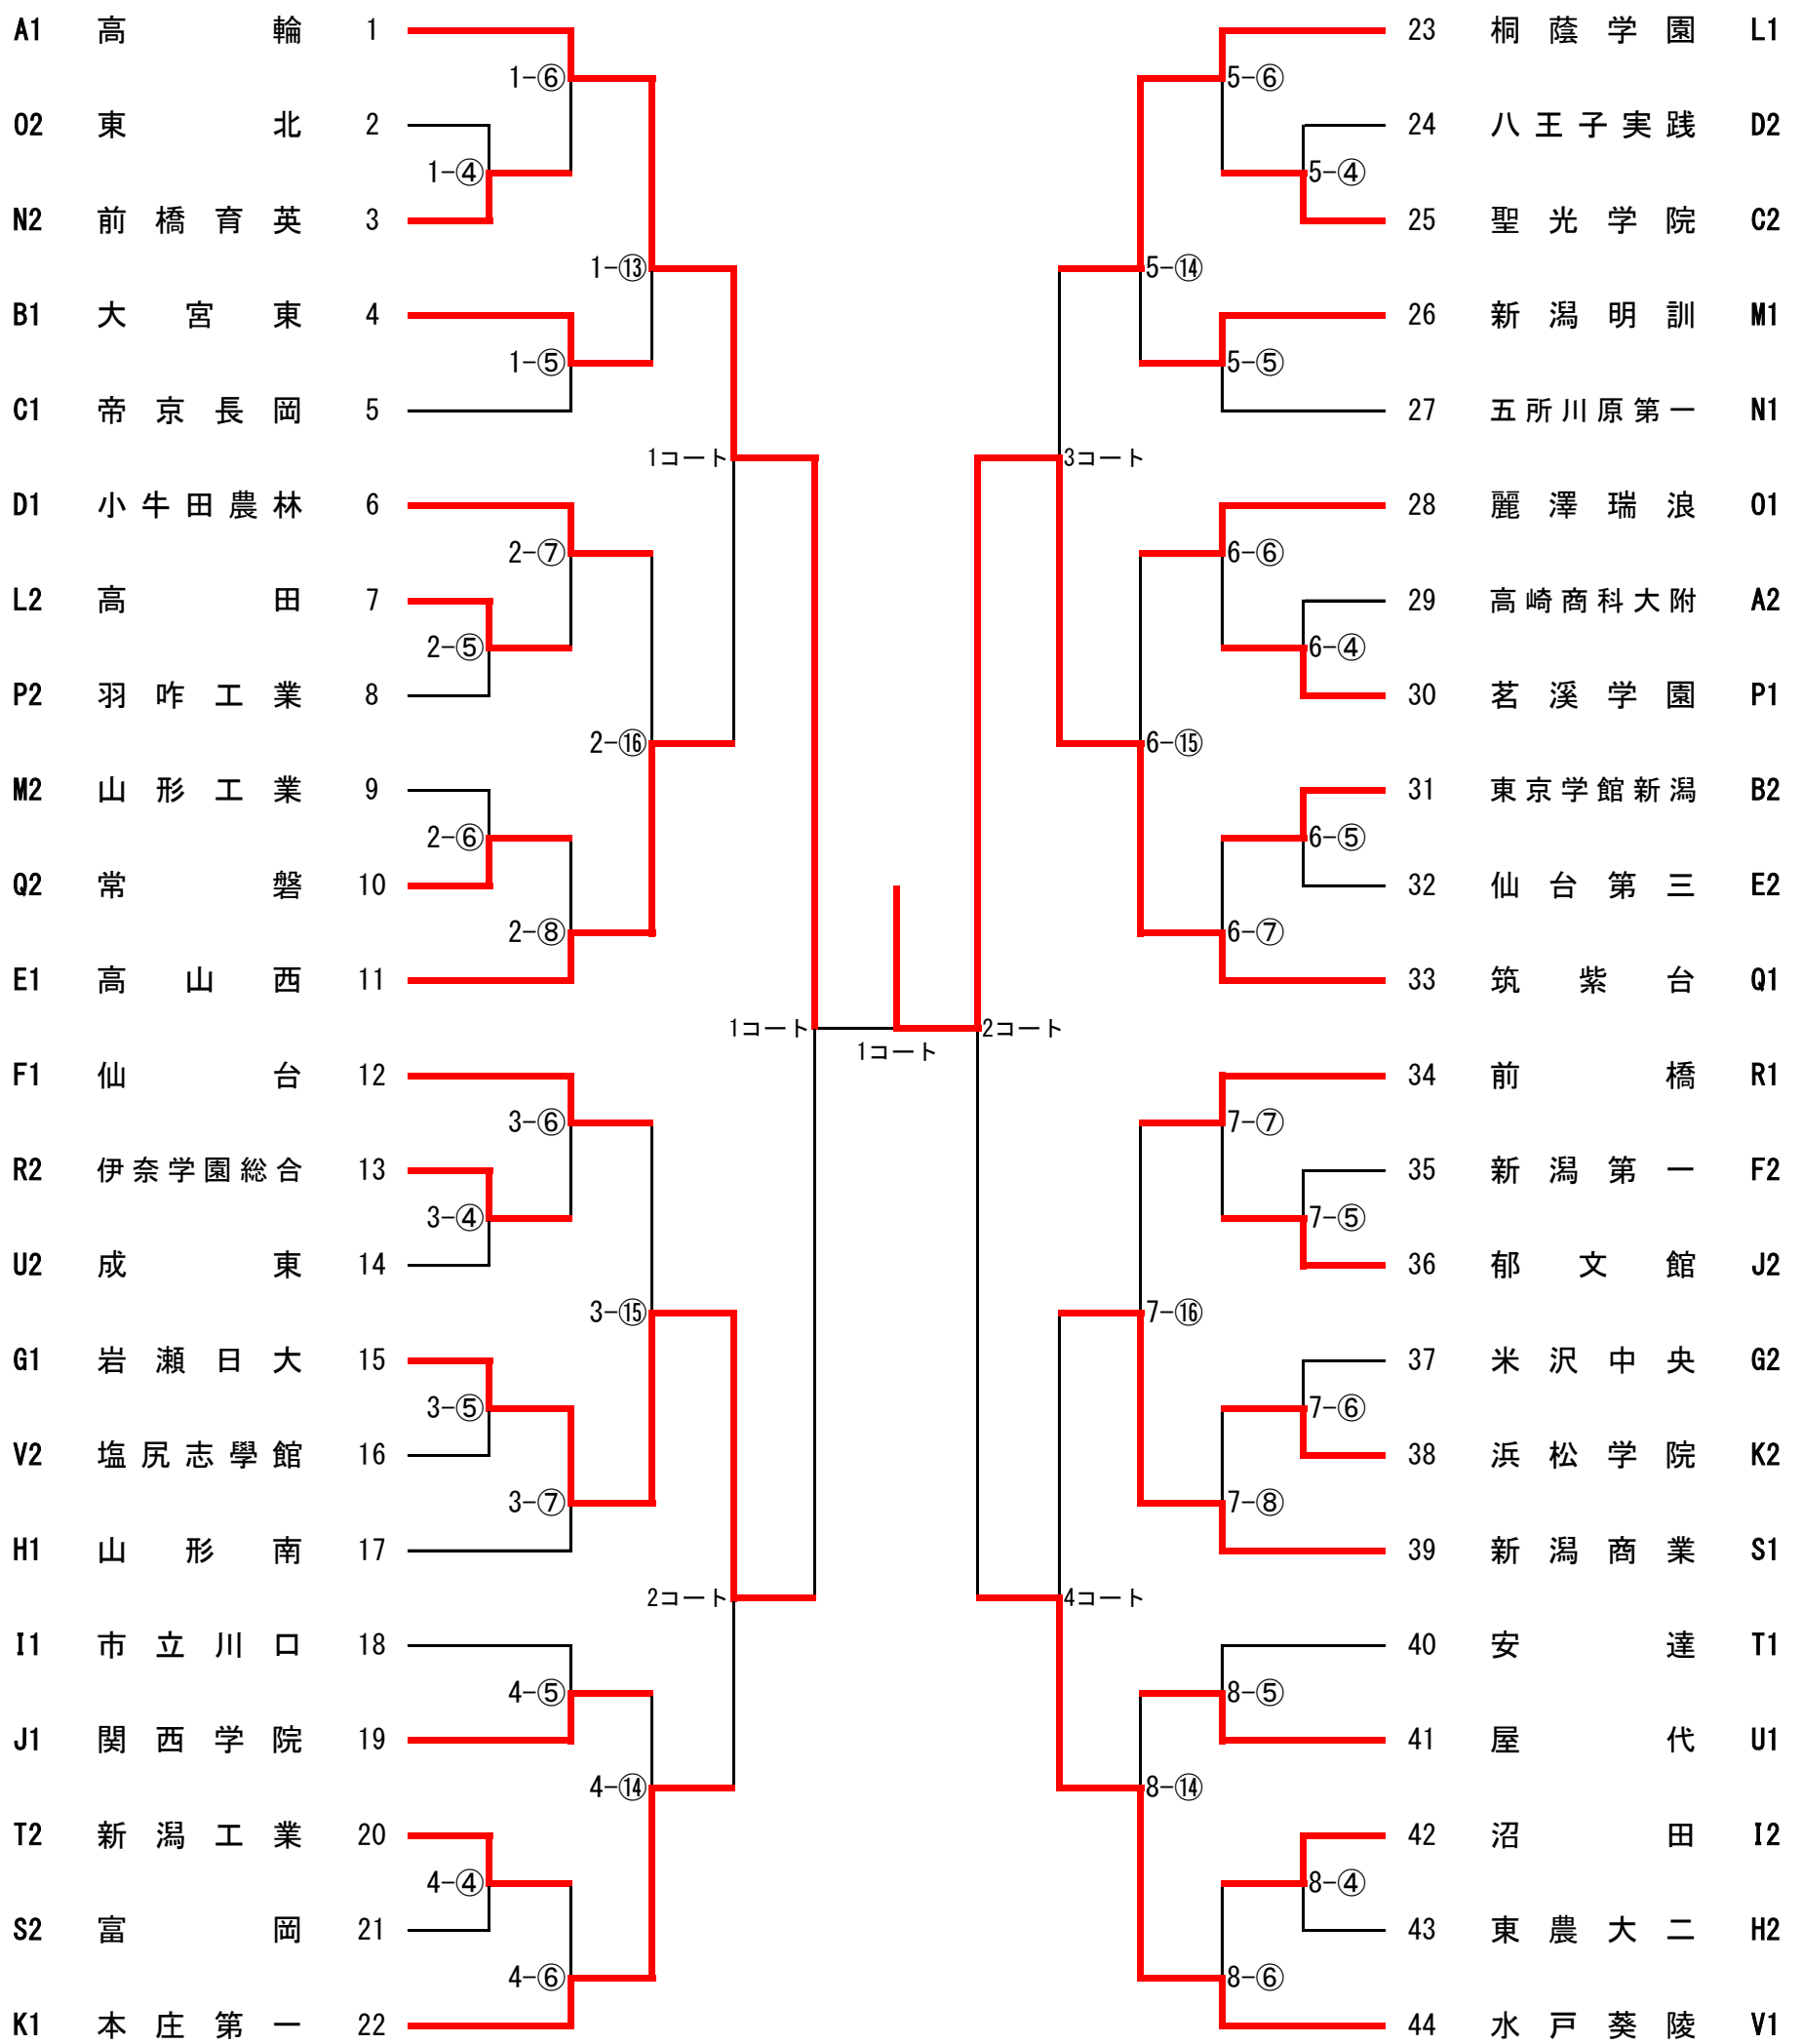 A1 高輪 1
1-⑥
O2 東北 2
1-④
N2 前橋育英 3
1-⑬
B1 大宮東 4
1-⑤
C1 帝京長岡 5
1コート
D1 小牛田農林 6
2-⑦
L2 高田 7
2-⑤
P2 羽咋工業 8
2-⑯
M2 山形工業 9
2-⑥
Q2 常磐 10
2-⑧
E1 高山西 11
1コート
F1 仙台 12
3-⑥
R2 伊奈学園総合 13
3-④
U2 成東 14
3-⑮
G1 岩瀬日大 15
3-⑤
V2 塩尻志學館 16
3-⑦
H1 山形南 17
2コート
I1 市立川口 18
4-⑤
J1 関西学院 19
4-⑭
T2 新潟工業 20
4-④
S2 富岡 21
4-⑥
K1 本庄第一 22
1コート
23 桐蔭学園 L1
5-⑥
24 八王子実践 D2
5-④
25 聖光学院 C2
5-⑭
26 新潟明訓 M1
5-⑤
27 五所川原第一 N1
3コート
28 麗澤瑞浪 O1
6-⑥
29 高崎商科大附 A2
6-④
30 茗溪学園 P1
6-⑮
31 東京学館新潟 B2
6-⑤
32 仙台第三 E2
6-⑦
33 筑紫台 Q1
2コート
34 前橋 R1
7-⑦
35 新潟第一 F2
7-⑤
36 郁文館 J2
7-⑯
37 米沢中央 G2
7-⑥
38 浜松学院 K2
7-⑧
39 新潟商業 S1
4コート
40 安達 T1
8-⑤
41 屋代 U1
8-⑭
42 沼田 I2
8-④
43 東農大二 H2
8-⑥
44 水戸葵陵 V1